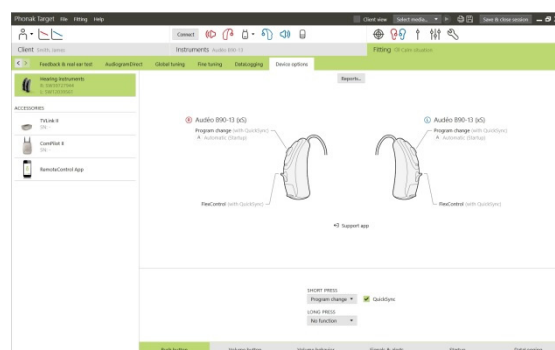 Phonak Target File Fitting Help
Client view Select media... Save & close session
Connect
Client Smith, James
Instruments Audéo B90-13
Fitting
Feedback & real ear test AudiogramDirect Global tuning Fine tuning DataLogging Device options
Hearing instruments
Reports...
ACCESSORIES
TVLink II
SN: -
ComPilot II
SN: -
RemoteControl App
R Audéo B90-13 (xS)
Program change (with QuickSync)
A Automatic (Startup)
L Audéo B90-13 (xS)
Program change (with QuickSync)
A Automatic (Startup)
FlexControl (with QuickSync)
FlexControl (with QuickSync)
Support app
SHORT PRESS
Program change QuickSync
LONG PRESS
No function